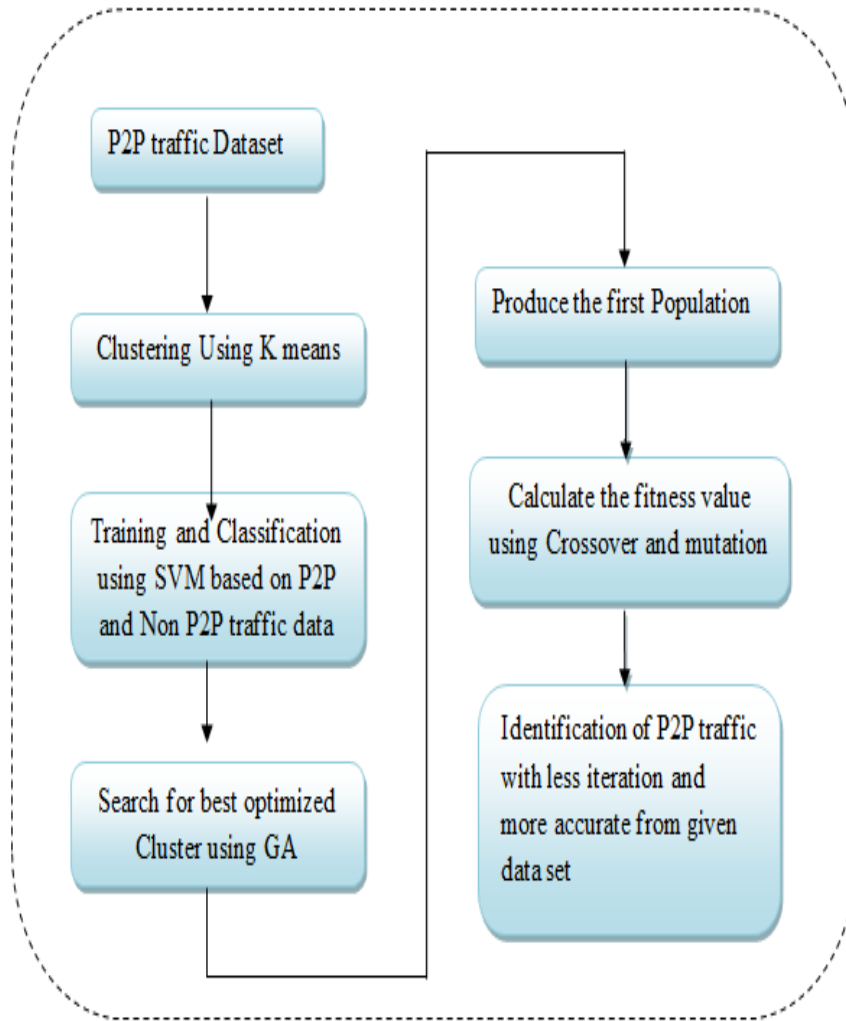 P2P traffic Dataset
Clustering Using K means
Training and Classification
using SVM based on P2P
and Non P2P traffic data
Search for best optimized
Cluster using GA
Produce the first Population
Calculate the fitness value
using Crossover and mutation
Identification of P2P traffic
with less iteration and
more accurate from given
data set